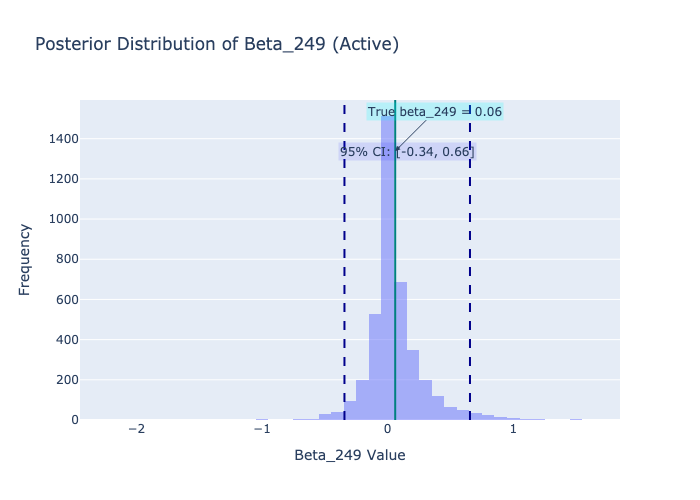 Posterior Distribution of Beta_249 (Active)
True beta_249 = 0.06
95% CI: [-0.34, 0.66]
1400
1200
1000
800
600
400
200
0
Frequency
−2
−1
0
1
Beta_249 Value